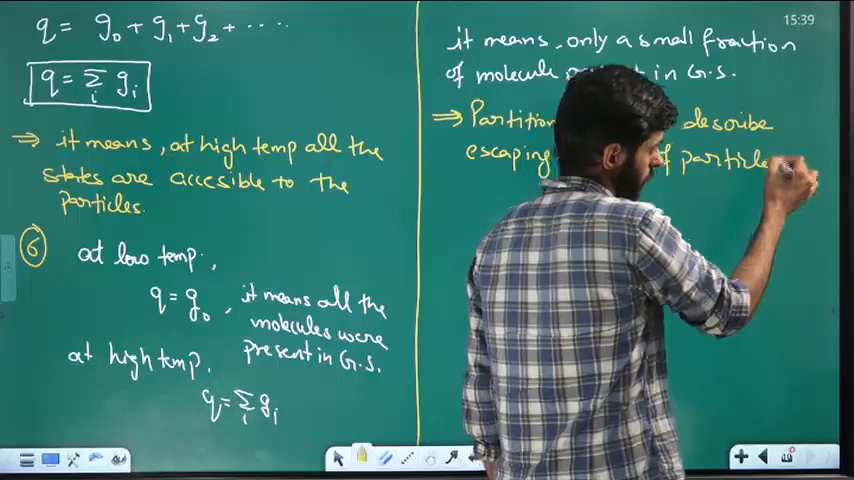 q = g₀ + g₁ + g₂ + ....
q = Σᵢ gᵢ
⇒ it means, at high temp all the
states are accesible to the
particles.
6 at low temp.,
q = g₀, it means all the
molecules were
present in G.S.
at high temp.
q = Σᵢ gᵢ
15:39
it means, only a small fraction
of molecule in G.S.
⇒ Partition describe
escaping of particle